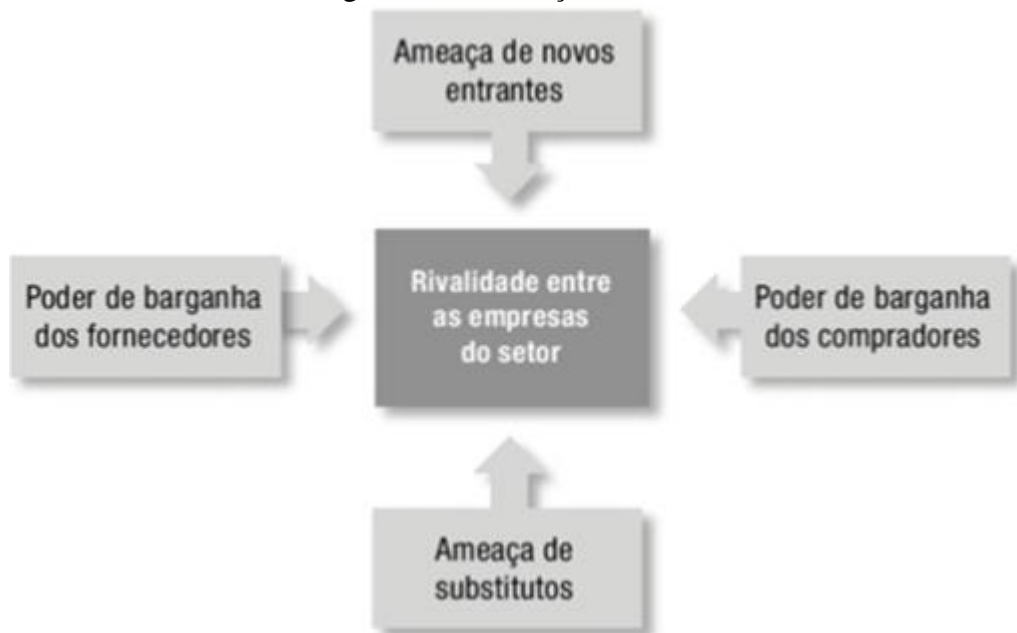 Ameaça de novos
entrantes
Poder de barganha
dos fornecedores
Rivalidade entre
as empresas
do setor
Poder de barganha
dos compradores
Ameaça de
substitutos